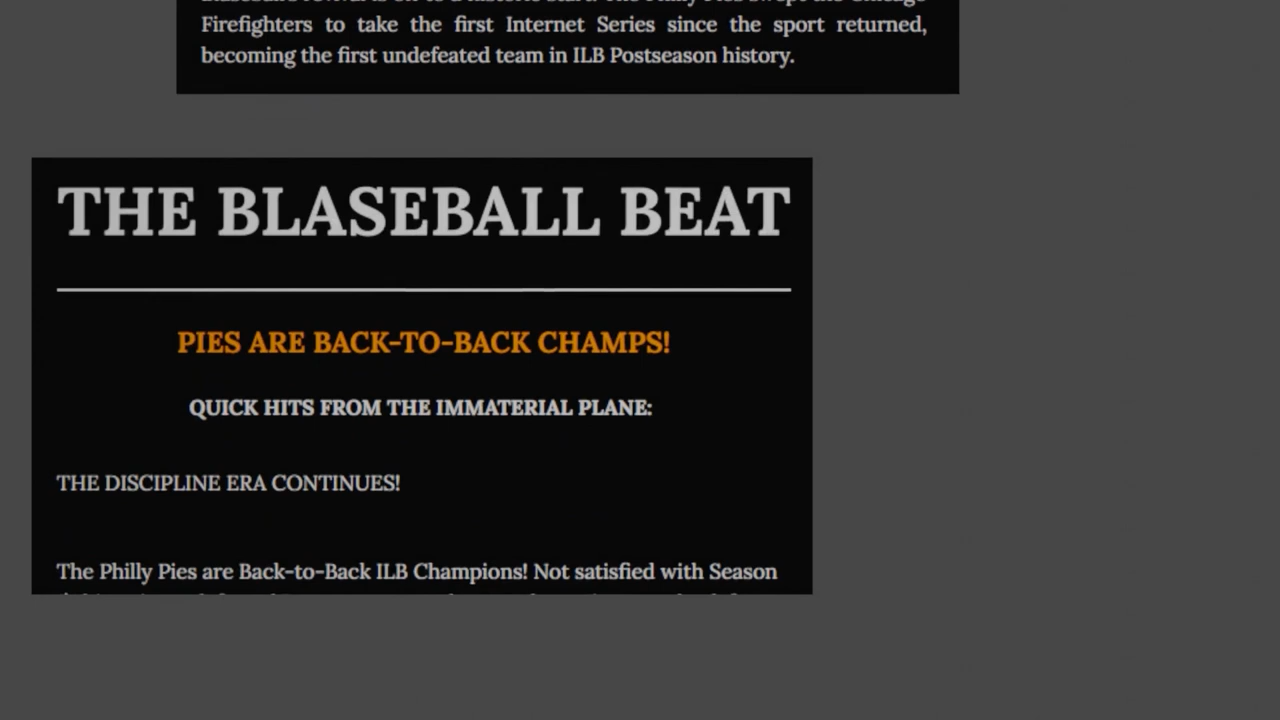 Firefighters to take the first Internet Series since the sport returned,
becoming the first undefeated team in ILB Postseason history.
THE BLASEBALL BEAT
PIES ARE BACK-TO-BACK CHAMPS!
QUICK HITS FROM THE IMMATERIAL PLANE:
THE DISCIPLINE ERA CONTINUES!
The Philly Pies are Back-to-Back ILB Champions! Not satisfied with Season